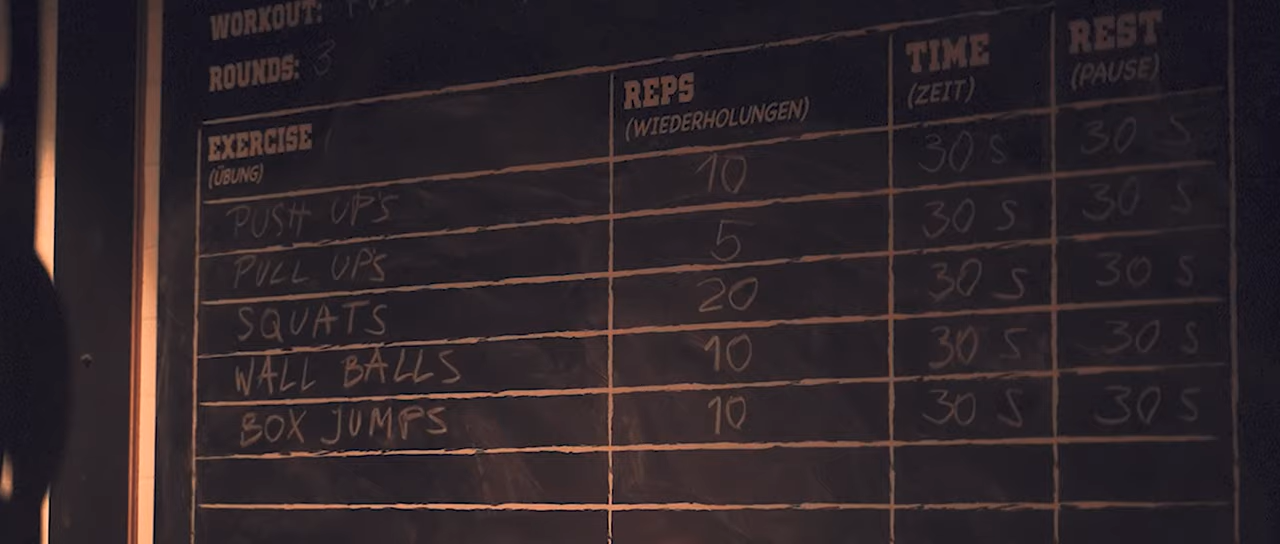 WORKOUT:
ROUNDS: 3
EXERCISE REPS TIME REST
(ÜBUNG) (WIEDERHOLUNGEN) (ZEIT) (PAUSE)
PUSH UP'S 10 30 S 30 S
PULL UP'S 5 30 S 30 S
SQUATS 20 30 S 30 S
WALL BALLS 10 30 S 30 S
BOX JUMPS 10 30 S 30 S